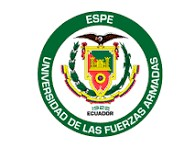 ESPE
ECUADOR
UNIVERSIDAD DE LAS FUERZAS ARMADAS